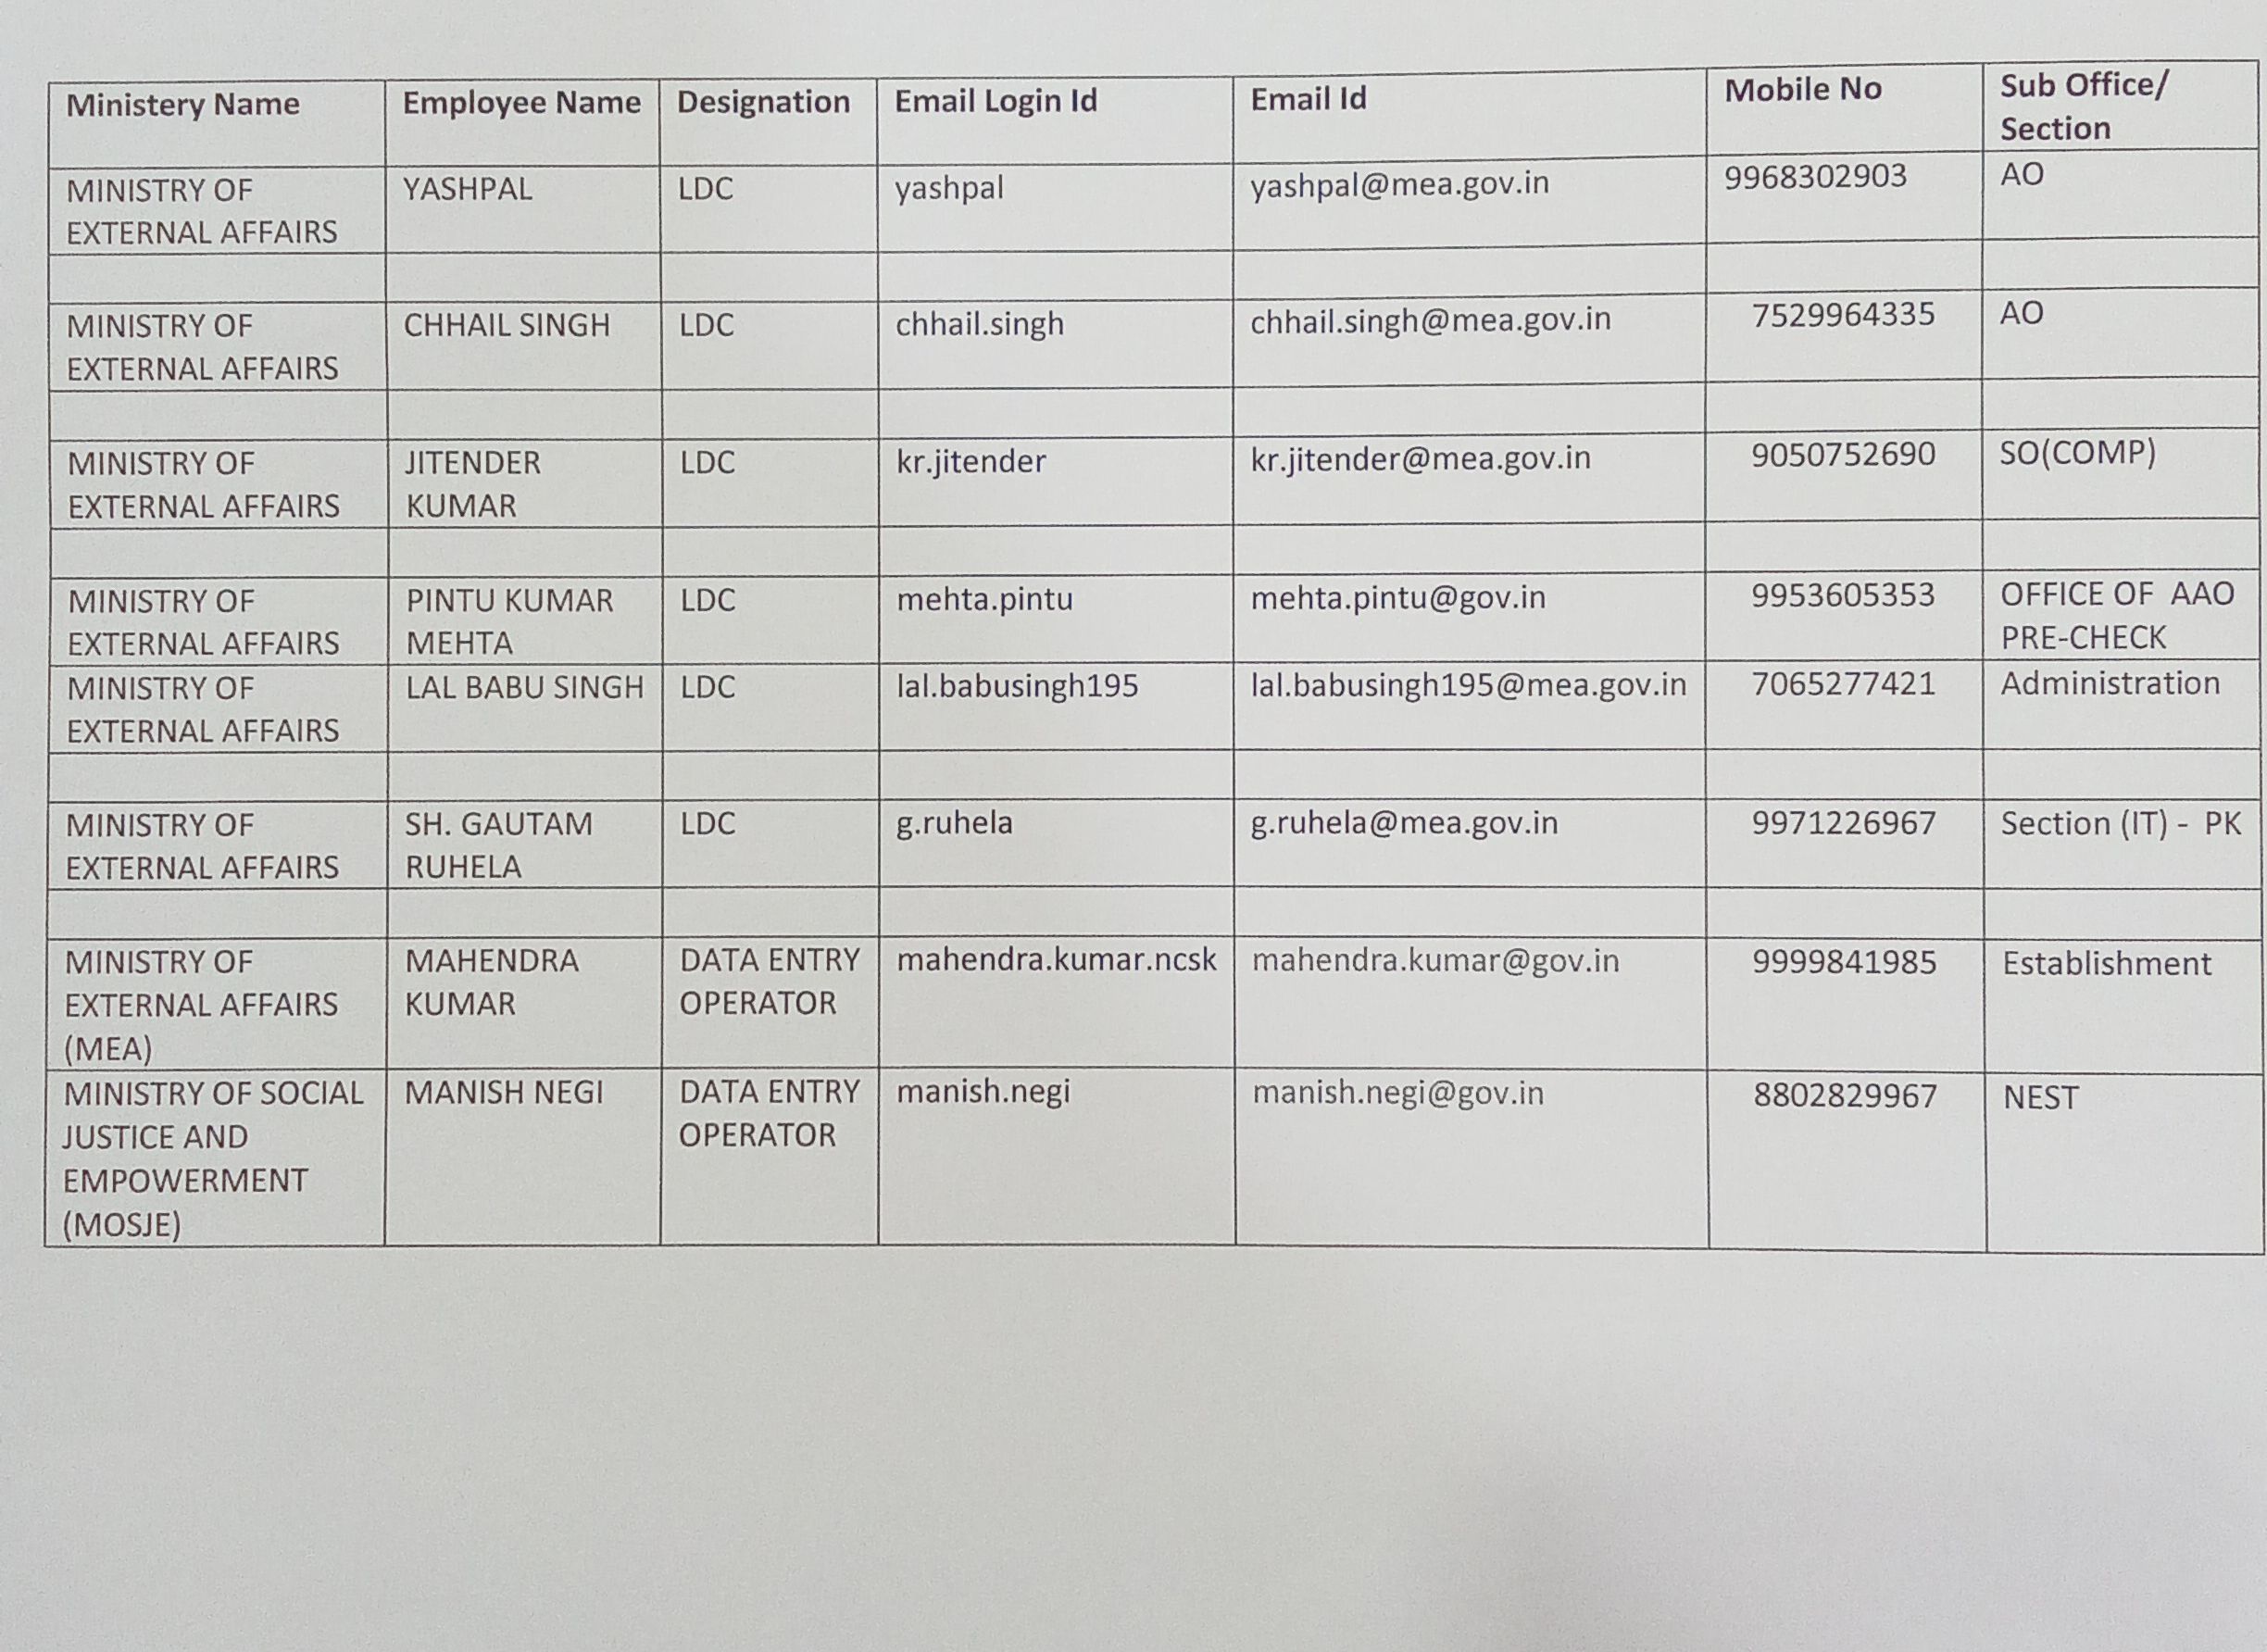 Ministery Name Employee Name Designation Email Login Id Email Id Mobile No Sub Office/
Section
MINISTRY OF YASHPAL LDC yashpal yashpal@mea.gov.in 9968302903 AO
EXTERNAL AFFAIRS
MINISTRY OF CHHAIL SINGH LDC chhail.singh chhail.singh@mea.gov.in 7529964335 AO
EXTERNAL AFFAIRS
MINISTRY OF JITENDER LDC kr.jitender kr.jitender@mea.gov.in 9050752690 SO(COMP)
EXTERNAL AFFAIRS KUMAR
MINISTRY OF PINTU KUMAR LDC mehta.pintu mehta.pintu@gov.in 9953605353 OFFICE OF AAO
EXTERNAL AFFAIRS MEHTA PRE-CHECK
MINISTRY OF LAL BABU SINGH LDC lal.babusingh195 lal.babusingh195@mea.gov.in 7065277421 Administration
EXTERNAL AFFAIRS
MINISTRY OF SH. GAUTAM LDC g.ruhela g.ruhela@mea.gov.in 9971226967 Section (IT) - PK
EXTERNAL AFFAIRS RUHELA
MINISTRY OF MAHENDRA DATA ENTRY mahendra.kumar.ncsk mahendra.kumar@gov.in 9999841985 Establishment
EXTERNAL AFFAIRS KUMAR OPERATOR
(MEA)
MINISTRY OF SOCIAL MANISH NEGI DATA ENTRY manish.negi manish.negi@gov.in 8802829967 NEST
JUSTICE AND OPERATOR
EMPOWERMENT
(MOSJE)